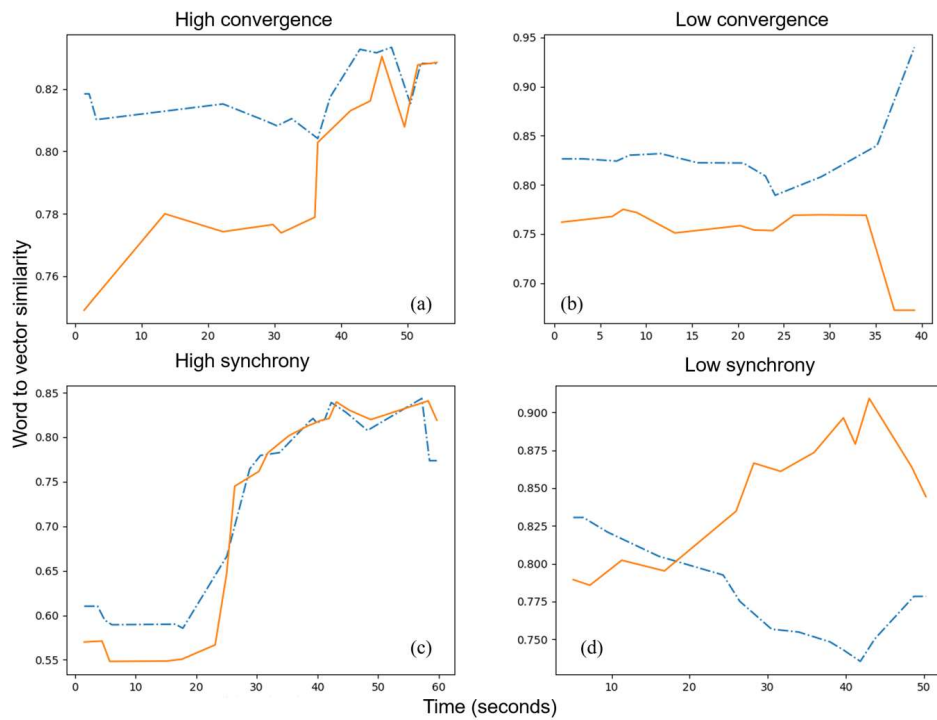 High convergence
Low convergence
0.82
0.80
0.78
0.76
(a)
0 10 20 30 40 50
0.95
0.90
0.85
0.80
0.75
0.70
(b)
0 5 10 15 20 25 30 35 40
Word to vector similarity
High synchrony
Low synchrony
0.85
0.80
0.75
0.70
0.65
0.60
0.55
(c)
0 10 20 30 40 50 60
0.900
0.875
0.850
0.825
0.800
0.775
0.750
(d)
10 20 30 40 50
Time (seconds)